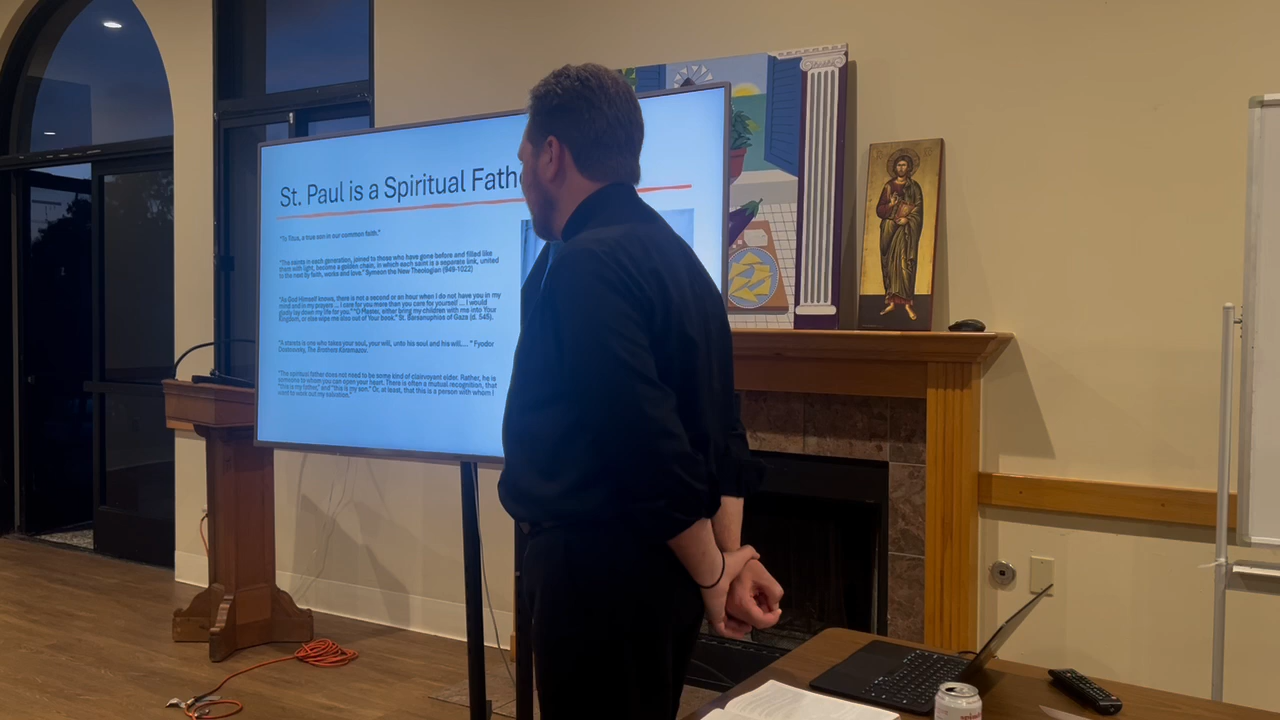 St. Paul is a Spiritual Fath
"To Titus, a true son in our common faith."
"The saints in each generation, joined to those who have gone before and filled like
them with light, become a golden chain, in which each saint is a separate link, united
to the next by faith, works and love." Symeon the New Theologian (949-1022)
"As God Himself knows, there is not a second or an hour when I do not have you in my
mind and in my prayers ... I care for you more than you care for yourself ... I would
gladly lay down my life for you." "O Master, either bring my children with me into Your
Kingdom, or else wipe me also out of Your book." St. Barsanuphios of Gaza (d. 545).
"A starets is one who takes your soul, your will, unto his soul and his will.... " Fyodor
Dostoevsky, The Brothers Karamazov.
"The spiritual father does not need to be some kind of clairvoyant elder. Rather, he is
someone to whom you can open your heart. There is often a mutual recognition, that
"this is my father," and "this is my son." Or, at least, that this is a person with whom I
want to work out my salvation."